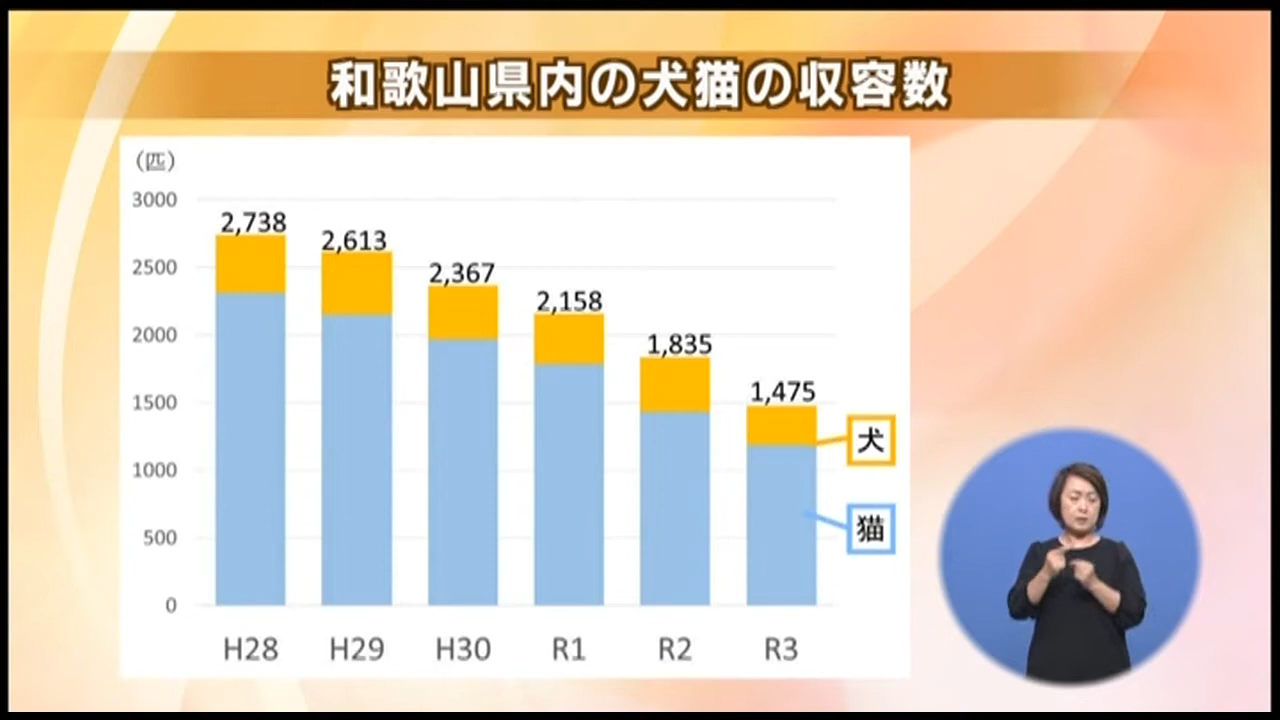 和歌山県内の犬猫の収容数
(匹)
3000
2500
2000
1500
1000
500
0
2,738
2,613
2,367
2,158
1,835
1,475
犬
猫
H28 H29 H30 R1 R2 R3